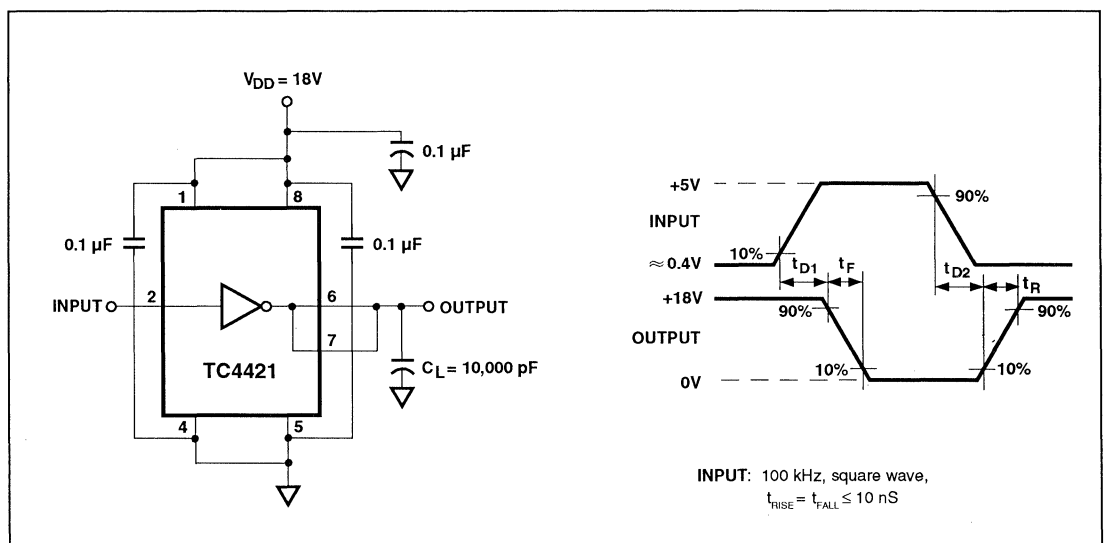 V_DD = 18V
0.1 µF
1
8
0.1 µF
0.1 µF
INPUT
2
6
OUTPUT
7
TC4421
C_L = 10,000 pF
4
5
+5V
90%
INPUT
10%
t_D1
t_F
t_D2
t_R
≈ 0.4V
+18V
90%
90%
OUTPUT
10%
10%
0V
INPUT: 100 kHz, square wave,
t_RISE = t_FALL ≤ 10 nS